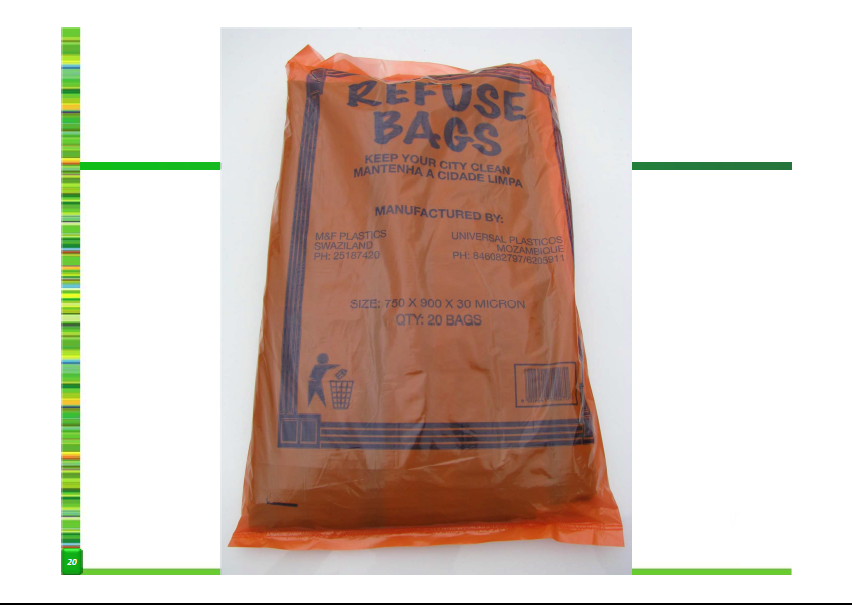 REFUSE
BAGS
KEEP YOUR CITY CLEAN
MANTENHA A CIDADE LIMPA
MANUFACTURED BY:
M&F PLASTICS
SWAZILAND
PH: 25187420
UNIVERSAL PLASTICOS
MOZAMBIQUE
PH: 846082797/6203911
SIZE: 750 X 900 X 30 MICRON
QTY: 20 BAGS
20